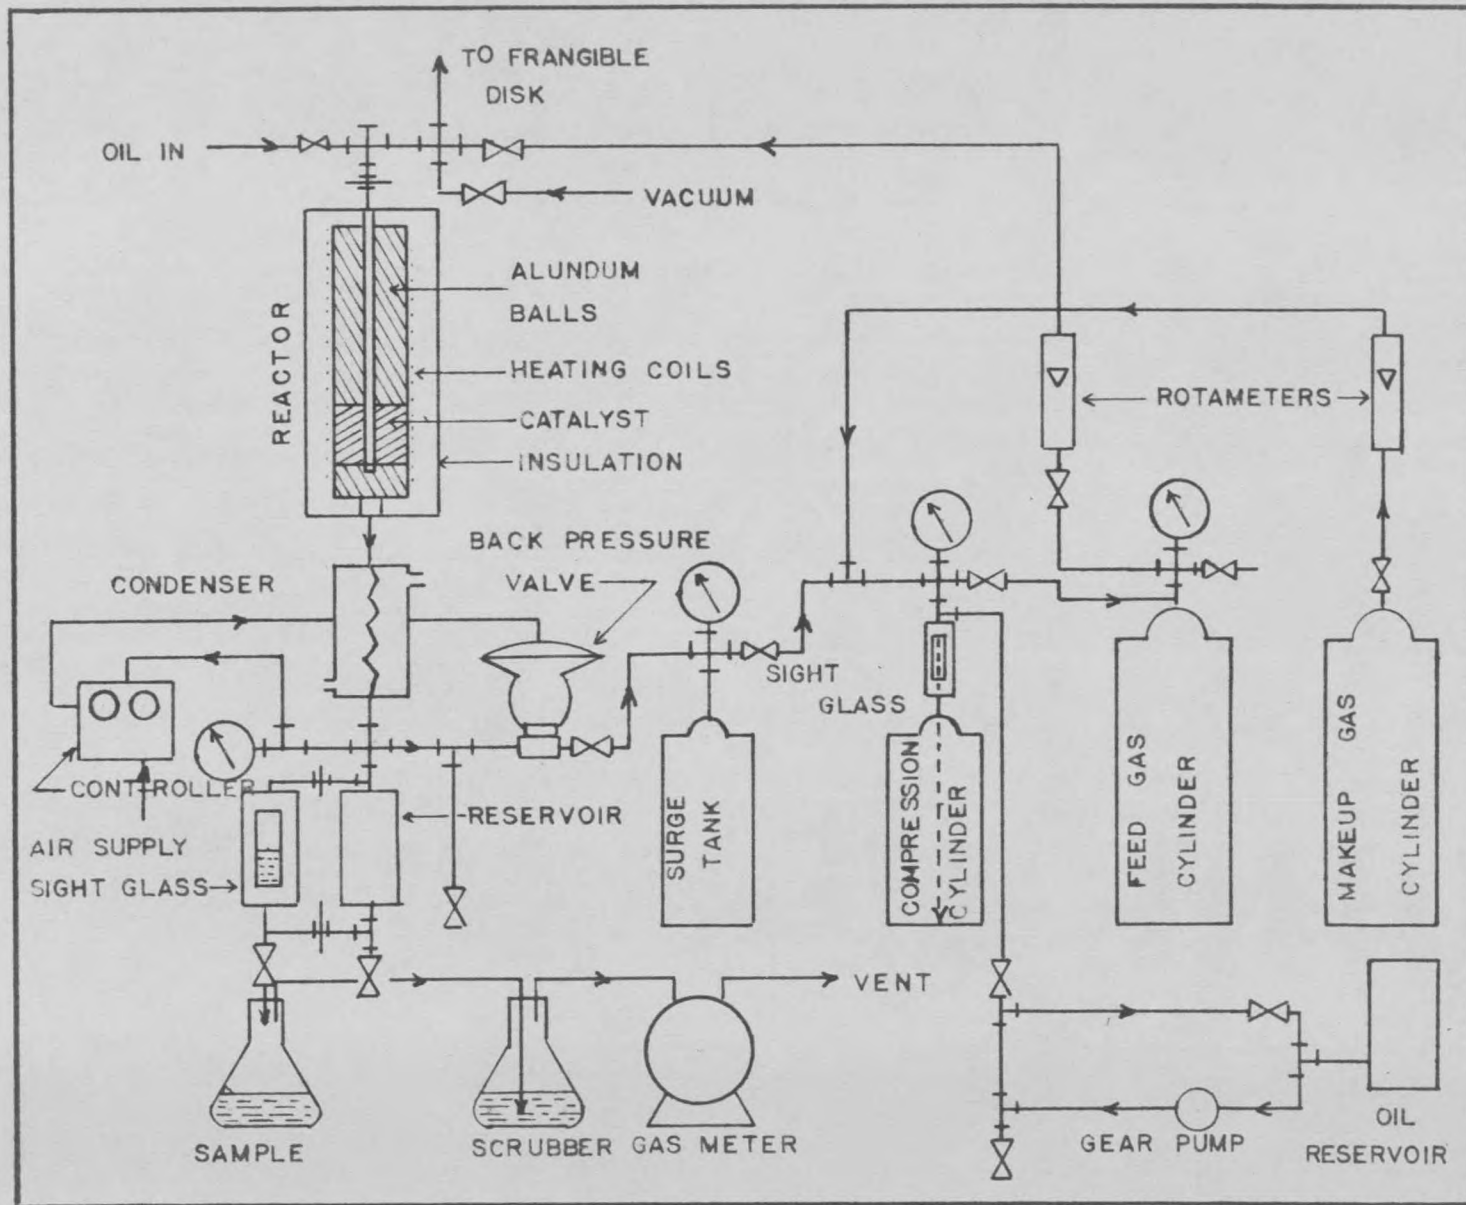 TO FRANGIBLE
DISK
OIL IN
VACUUM
REACTOR
ALUNDUM
BALLS
HEATING COILS
CATALYST
INSULATION
ROTAMETERS
BACK PRESSURE
VALVE
CONDENSER
SIGHT
GLASS
CONTROLLER
RESERVOIR
AIR SUPPLY
SIGHT GLASS
SURGE
TANK
COMPRESSION
CYLINDER
FEED GAS
CYLINDER
MAKEUP GAS
CYLINDER
VENT
SAMPLE
SCRUBBER
GAS METER
GEAR PUMP
OIL
RESERVOIR